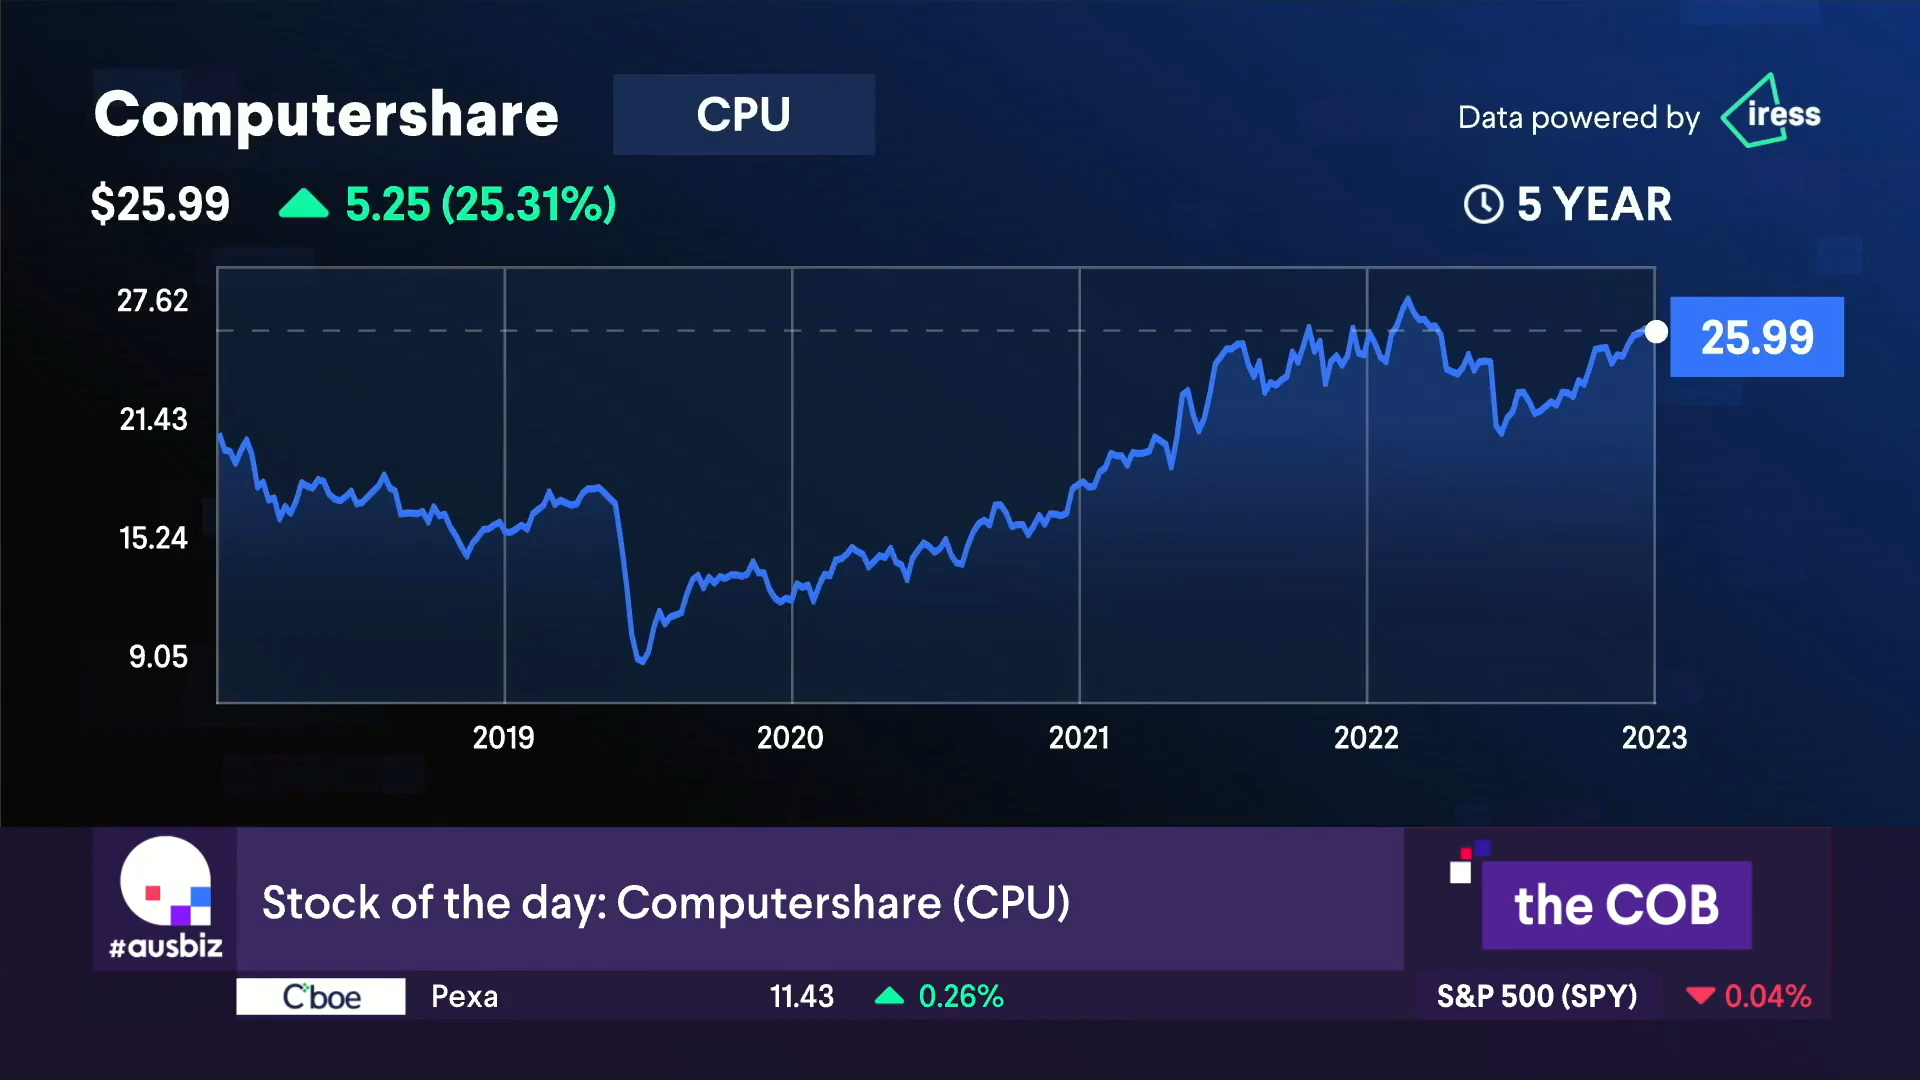 Computershare CPU Data powered by iress
$25.99 5.25 (25.31%) 5 YEAR
27.62
25.99
21.43
15.24
9.05
2019 2020 2021 2022 2023
Stock of the day: Computershare (CPU)
the COB
#ausbiz
Cboe Pexa 11.43 0.26% S&P 500 (SPY) 0.04%